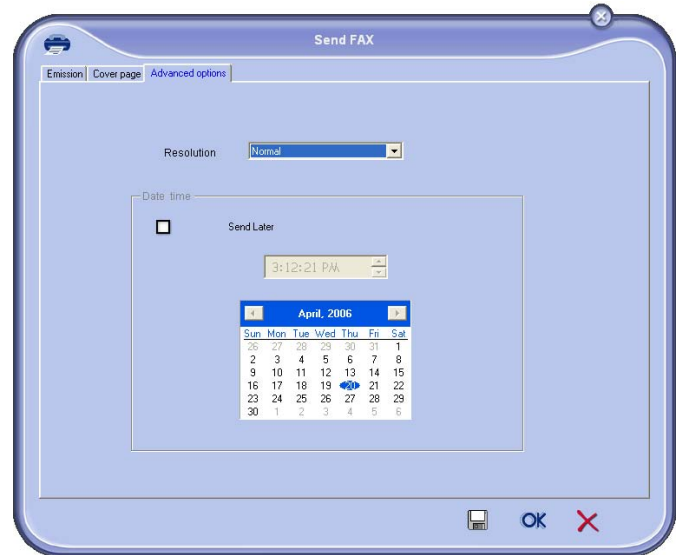 Send FAX
Emission Cover page Advanced options
Resolution Normal
Date time
Send Later
3:12:21 PM
April, 2006
Sun Mon Tue Wed Thu Fri Sat
26 27 28 29 30 31 1
2 3 4 5 6 7 8
9 10 11 12 13 14 15
16 17 18 19 20 21 22
23 24 25 26 27 28 29
30 1 2 3 4 5 6
OK